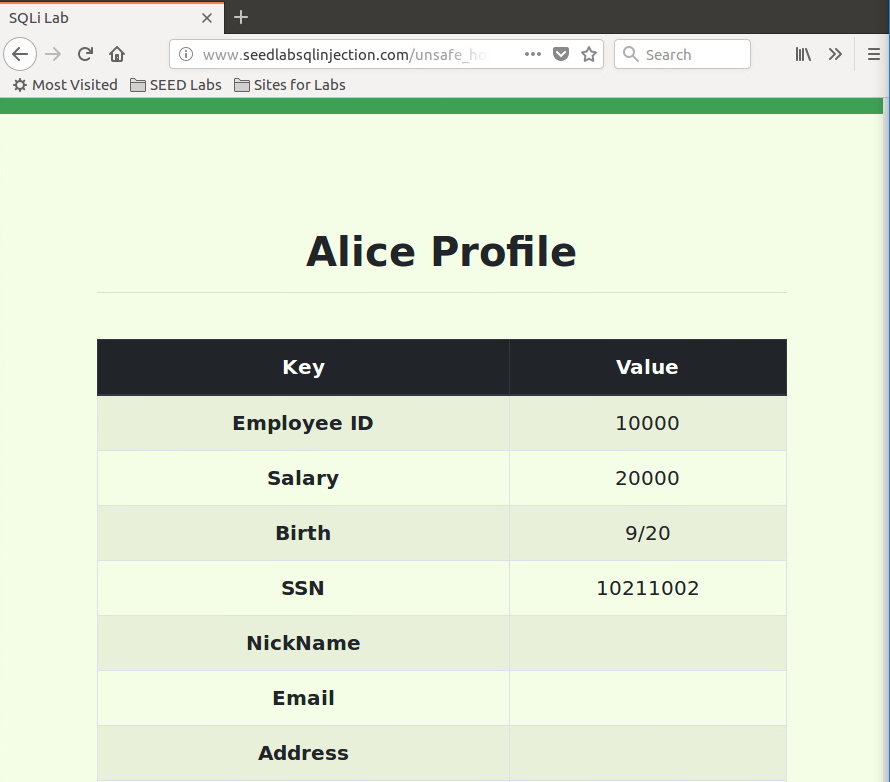 SQLi Lab
www.seedlabsqlinjection.com/unsafe_ho
Search
Most Visited SEED Labs Sites for Labs
Alice Profile
Key Value
Employee ID 10000
Salary 20000
Birth 9/20
SSN 10211002
NickName
Email
Address